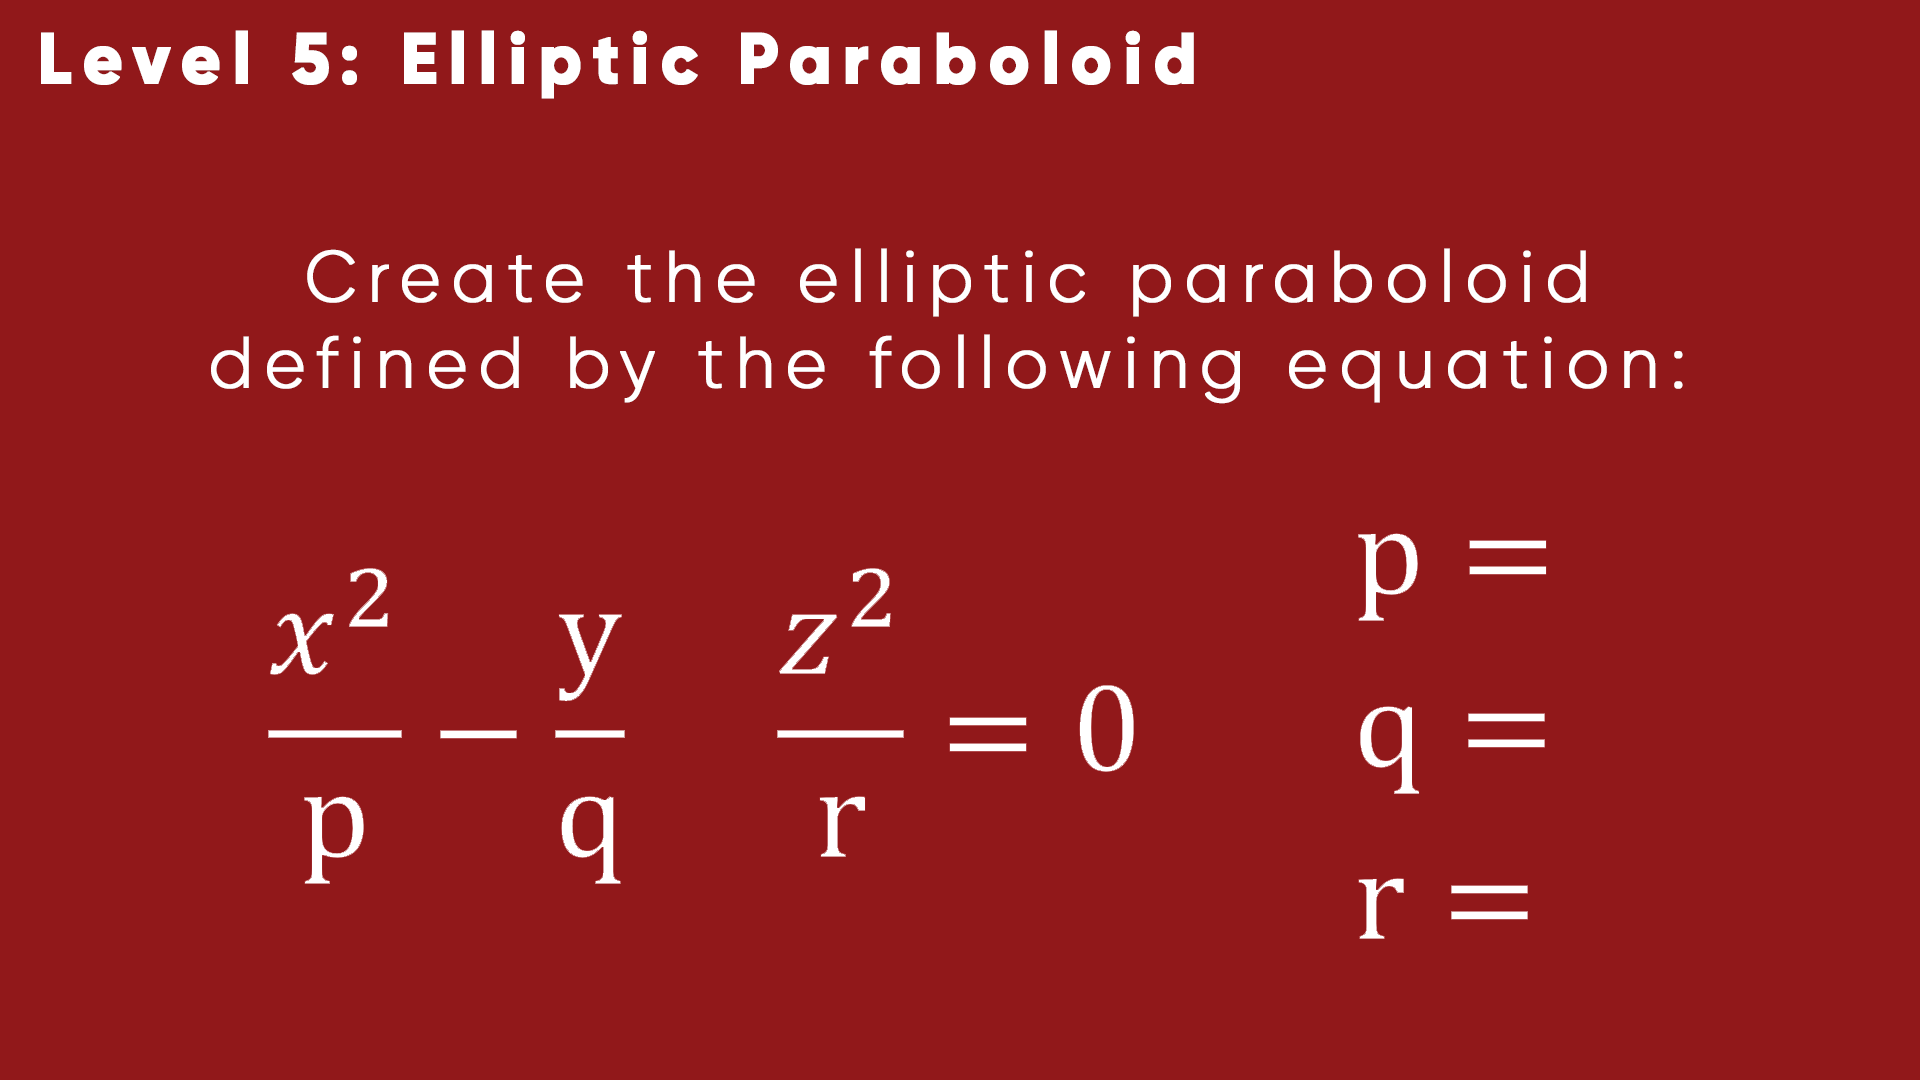 Level 5: Elliptic Paraboloid
Create the elliptic paraboloid
defined by the following equation:
x²/p − y/q z²/r = 0
p =
q =
r =